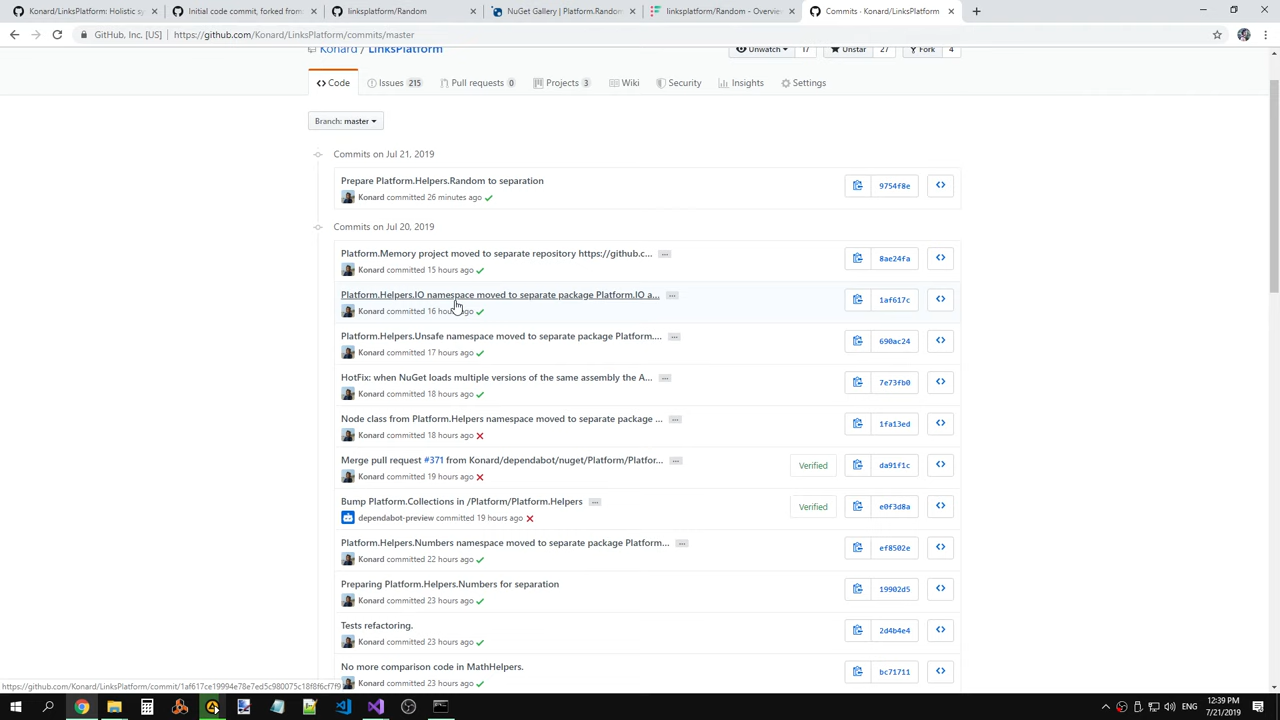 Konard/LinksPlatform: Holistic sy
Initial code commit, forked from
linksplatform/Random
NuGet Gallery | Platform.Random
linksplatform/Random - Overview
Commits · Konard/LinksPlatform
GitHub, Inc. [US] | https://github.com/Konard/LinksPlatform/commits/master
Konard / LinksPlatform
Unwatch 17 Unstar 27 Fork 4
Code Issues 215 Pull requests 0 Projects 3 Wiki Security Insights Settings
Branch: master
Commits on Jul 21, 2019
Prepare Platform.Helpers.Random to separation
Konard committed 26 minutes ago
9754f8e
Commits on Jul 20, 2019
Platform.Memory project moved to separate repository https://github.c... ...
Konard committed 15 hours ago
8ae24fa
Platform.Helpers.IO namespace moved to separate package Platform.IO a... ...
Konard committed 16 hou ago
1af617c
Platform.Helpers.Unsafe namespace moved to separate package Platform.... ...
Konard committed 17 hours ago
690ac24
HotFix: when NuGet loads multiple versions of the same assembly the A... ...
Konard committed 18 hours ago
7e73fb0
Node class from Platform.Helpers namespace moved to separate package ... ...
Konard committed 18 hours ago
1fa13ed
Merge pull request #371 from Konard/dependabot/nuget/Platform/Platfor... ...
Konard committed 19 hours ago
Verified da91f1c
Bump Platform.Collections in /Platform/Platform.Helpers ...
dependabot-preview committed 19 hours ago
Verified e0f3d8a
Platform.Helpers.Numbers namespace moved to separate package Platform... ...
Konard committed 22 hours ago
ef8502e
Preparing Platform.Helpers.Numbers for separation
Konard committed 23 hours ago
19902d5
Tests refactoring.
Konard committed 23 hours ago
2d4b4e4
No more comparison code in MathHelpers.
Konard committed 23 hours ago
bc71711
https://github.com/Konard/LinksPlatform/commit/1af617ce19994e78e7ed5c980075c18f8f6cf7f9
ENG
12:39 PM
7/21/2019